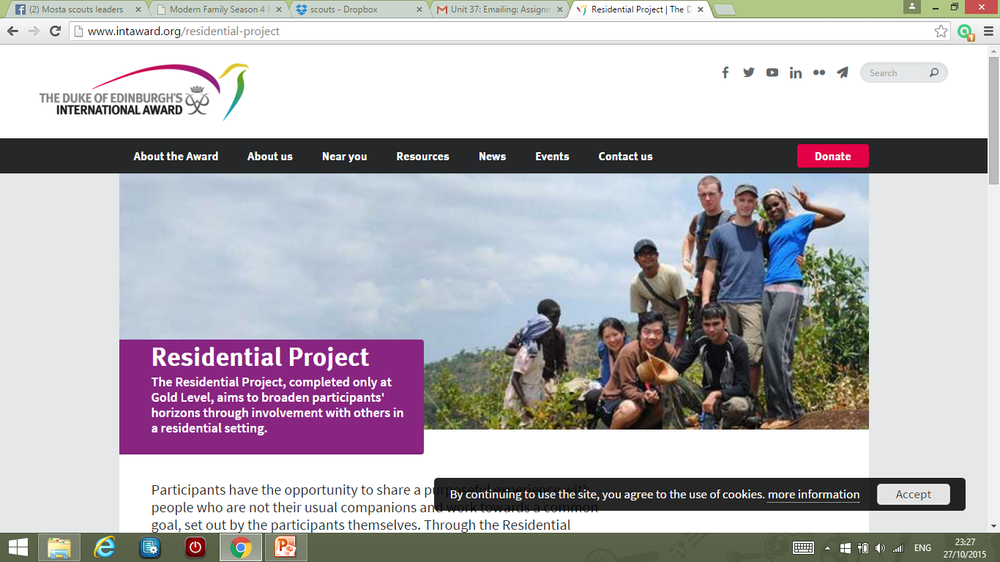 (2) Mosta scouts leaders
Modern Family Season 4 E
scouts - Dropbox
Unit 37: Emailing: Assignm
Residential Project | The D
www.intaward.org/residential-project
THE DUKE OF EDINBURGH'S
INTERNATIONAL AWARD
Search
About the Award
About us
Near you
Resources
News
Events
Contact us
Donate
Residential Project
The Residential Project, completed only at
Gold Level, aims to broaden participants'
horizons through involvement with others in
a residential setting.
Participants have the opportunity to share a purposeful experience with
people who are not their usual companions and work towards a common
goal, set out by the participants themselves. Through the Residential
By continuing to use the site, you agree to the use of cookies. more information
Accept
ENG
23:27
27/10/2015